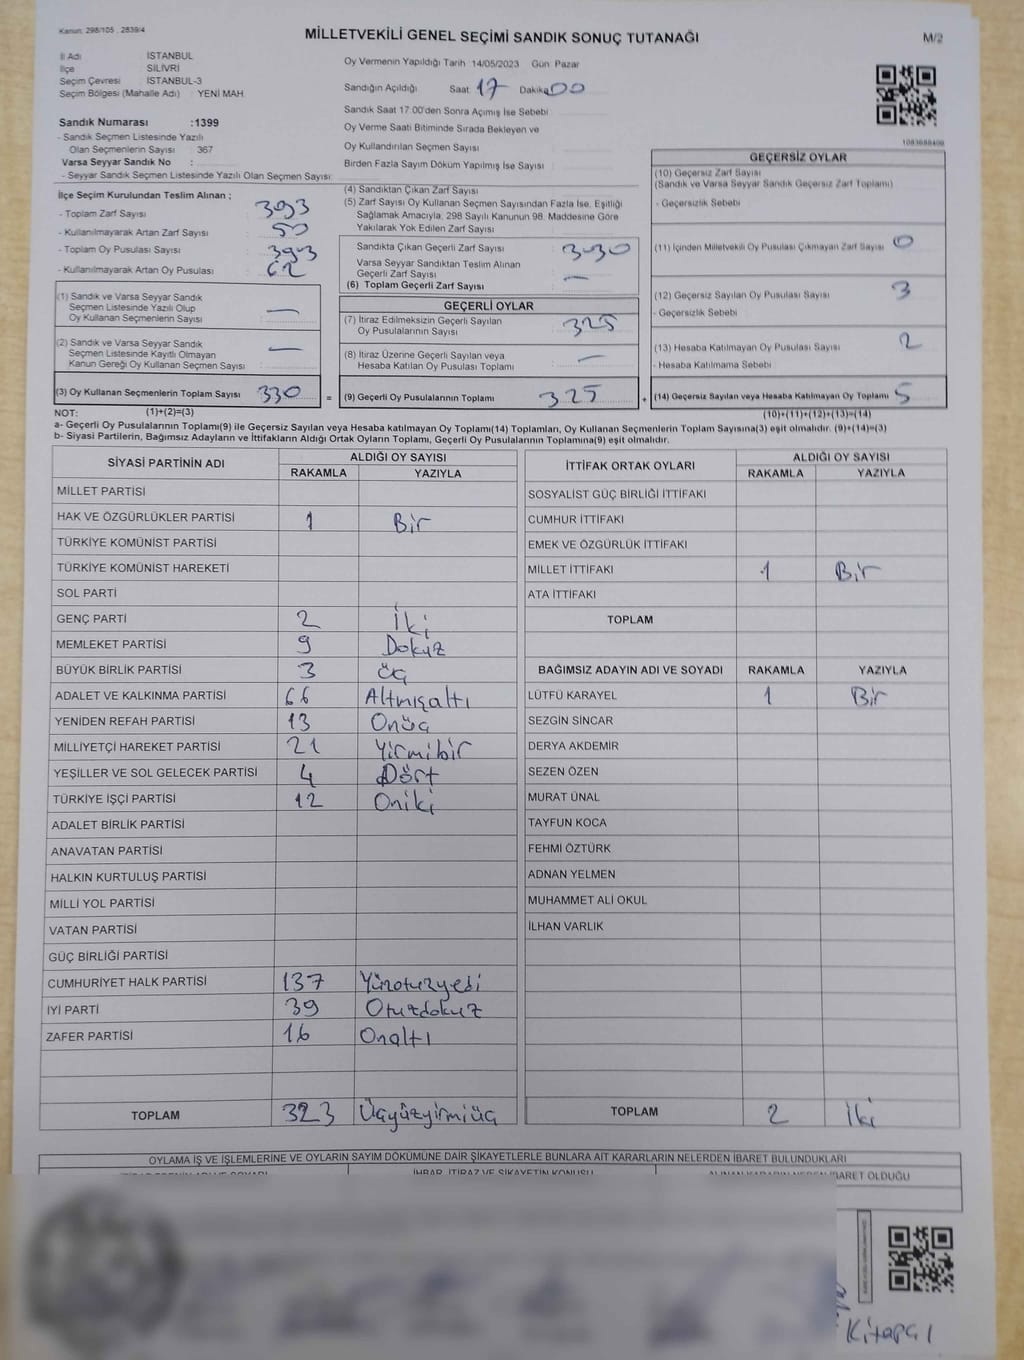 Kanun: 298/105 , 2839/4
MİLLETVEKİLİ GENEL SEÇİMİ SANDIK SONUÇ TUTANAĞI
M/2
İl Adı İSTANBUL
İlçe SİLİVRİ
Seçim Çevresi İSTANBUL-3
Seçim Bölgesi (Mahalle Adı) : YENİ MAH.
Oy Vermenin Yapıldığı Tarih 14/05/2023 Gün Pazar
Sandığın Açıldığı Saat: 17 Dakika 00
Sandık Saat 17:00'den Sonra Açılmış İse Sebebi
Oy Verme Saati Bitiminde Sırada Bekleyen ve
Oy Kullandırılan Seçmen Sayısı
Birden Fazla Sayım Döküm Yapılmış İse Sayısı
Sandık Numarası :1399
- Sandık Seçmen Listesinde Yazılı
Olan Seçmenlerin Sayısı : 367
Varsa Seyyar Sandık No :
- Seyyar Sandık Seçmen Listesinde Yazılı Olan Seçmen Sayısı:
İlçe Seçim Kurulundan Teslim Alınan ;
- Toplam Zarf Sayısı 393
- Kullanılmayarak Artan Zarf Sayısı
- Toplam Oy Pusulası Sayısı 393
- Kullanılmayarak Artan Oy Pusulası 62
(1) Sandık ve Varsa Seyyar Sandık
Seçmen Listesinde Yazılı Olup
Oy Kullanan Seçmenlerin Sayısı —
(2) Sandık ve Varsa Seyyar Sandık
Seçmen Listesinde Kayıtlı Olmayan
Kanun Gereği Oy Kullanan Seçmen Sayısı —
(3) Oy Kullanan Seçmenlerin Toplam Sayısı 330 =
(4) Sandıktan Çıkan Zarf Sayısı
(5) Zarf Sayısı Oy Kullanan Seçmen Sayısından Fazla İse, Eşitliği
Sağlamak Amacıyla, 298 Sayılı Kanunun 98. Maddesine Göre
Yakılarak Yok Edilen Zarf Sayısı
Sandıkta Çıkan Geçerli Zarf Sayısı 330
Varsa Seyyar Sandıktan Teslim Alınan
Geçerli Zarf Sayısı
(6) Toplam Geçerli Zarf Sayısı —
GEÇERLİ OYLAR
(7) İtiraz Edilmeksizin Geçerli Sayılan
Oy Pusulalarının Sayısı 325
(8) İtiraz Üzerine Geçerli Sayılan veya
Hesaba Katılan Oy Pusulası Toplamı —
(9) Geçerli Oy Pusulalarının Toplamı 325 +
GEÇERSİZ OYLAR
(10) Geçersiz Zarf Sayısı
(Sandık ve Varsa Seyyar Sandık Geçersiz Zarf Toplamı)
- Geçersizlik Sebebi
(11) İçinden Milletvekili Oy Pusulası Çıkmayan Zarf Sayısı 0
(12) Geçersiz Sayılan Oy Pusulası Sayısı 3
- Geçersizlik Sebebi
(13) Hesaba Katılmayan Oy Pusulası Sayısı 2
- Hesaba Katılmama Sebebi
(14) Geçersiz Sayılan veya Hesaba Katılmayan Oy Toplamı 5
NOT: (1)+(2)=(3)
(10)+(11)+(12)+(13)=(14)
a- Geçerli Oy Pusulalarının Toplamı(9) ile Geçersiz Sayılan veya Hesaba katılmayan Oy Toplamı(14) Toplamları, Oy Kullanan Seçmenlerin Toplam Sayısına(3) eşit olmalıdır. (9)+(14)=(3)
b- Siyasi Partilerin, Bağımsız Adayların ve İttifakların Aldığı Ortak Oyların Toplamı, Geçerli Oy Pusulalarının Toplamına(9) eşit olmalıdır.
SİYASİ PARTİNİN ADI ALDIĞI OY SAYISI
RAKAMLA YAZIYLA
MİLLET PARTİSİ
HAK VE ÖZGÜRLÜKLER PARTİSİ 1 Bir
TÜRKİYE KOMÜNİST PARTİSİ
TÜRKİYE KOMÜNİST HAREKETİ
SOL PARTİ
GENÇ PARTİ 2 İki
MEMLEKET PARTİSİ 9 Dokuz
BÜYÜK BİRLİK PARTİSİ 3 Üç
ADALET VE KALKINMA PARTİSİ 66 Altmışaltı
YENİDEN REFAH PARTİSİ 13 Onüç
MİLLİYETÇİ HAREKET PARTİSİ 21 Yirmibir
YEŞİLLER VE SOL GELECEK PARTİSİ 4 Dört
TÜRKİYE İŞÇİ PARTİSİ 12 Oniki
ADALET BİRLİK PARTİSİ
ANAVATAN PARTİSİ
HALKIN KURTULUŞ PARTİSİ
MİLLİ YOL PARTİSİ
VATAN PARTİSİ
GÜÇ BİRLİĞİ PARTİSİ
CUMHURİYET HALK PARTİSİ 137 Yüzotuzyedi
İYİ PARTİ 39 Otuzdokuz
ZAFER PARTİSİ 16 Onaltı
TOPLAM 323 Üçyüzyirmiüç
İTTİFAK ORTAK OYLARI ALDIĞI OY SAYISI
RAKAMLA YAZIYLA
SOSYALİST GÜÇ BİRLİĞİ İTTİFAKI
CUMHUR İTTİFAKI
EMEK VE ÖZGÜRLÜK İTTİFAKI
MİLLET İTTİFAKI 1 Bir
ATA İTTİFAKI
TOPLAM
BAĞIMSIZ ADAYIN ADI VE SOYADI RAKAMLA YAZIYLA
LÜTFÜ KARAYEL 1 Bir
SEZGİN SİNCAR
DERYA AKDEMİR
SEZEN ÖZEN
MURAT ÜNAL
TAYFUN KOCA
FEHMİ ÖZTÜRK
ADNAN YELMEN
MUHAMMET ALİ OKUL
İLHAN VARLIK
TOPLAM 2 İki
OYLAMA İŞ VE İŞLEMLERİNE VE OYLARIN SAYIM DÖKÜMÜNE DAİR ŞİKAYETLERLE BUNLARA AİT KARARLARIN NELERDEN İBARET BULUNDUKLARI
İHBAR, İTİRAZ VE ŞİKAYETİN KONUSU
İBARET OLDUĞU
Kitapçı